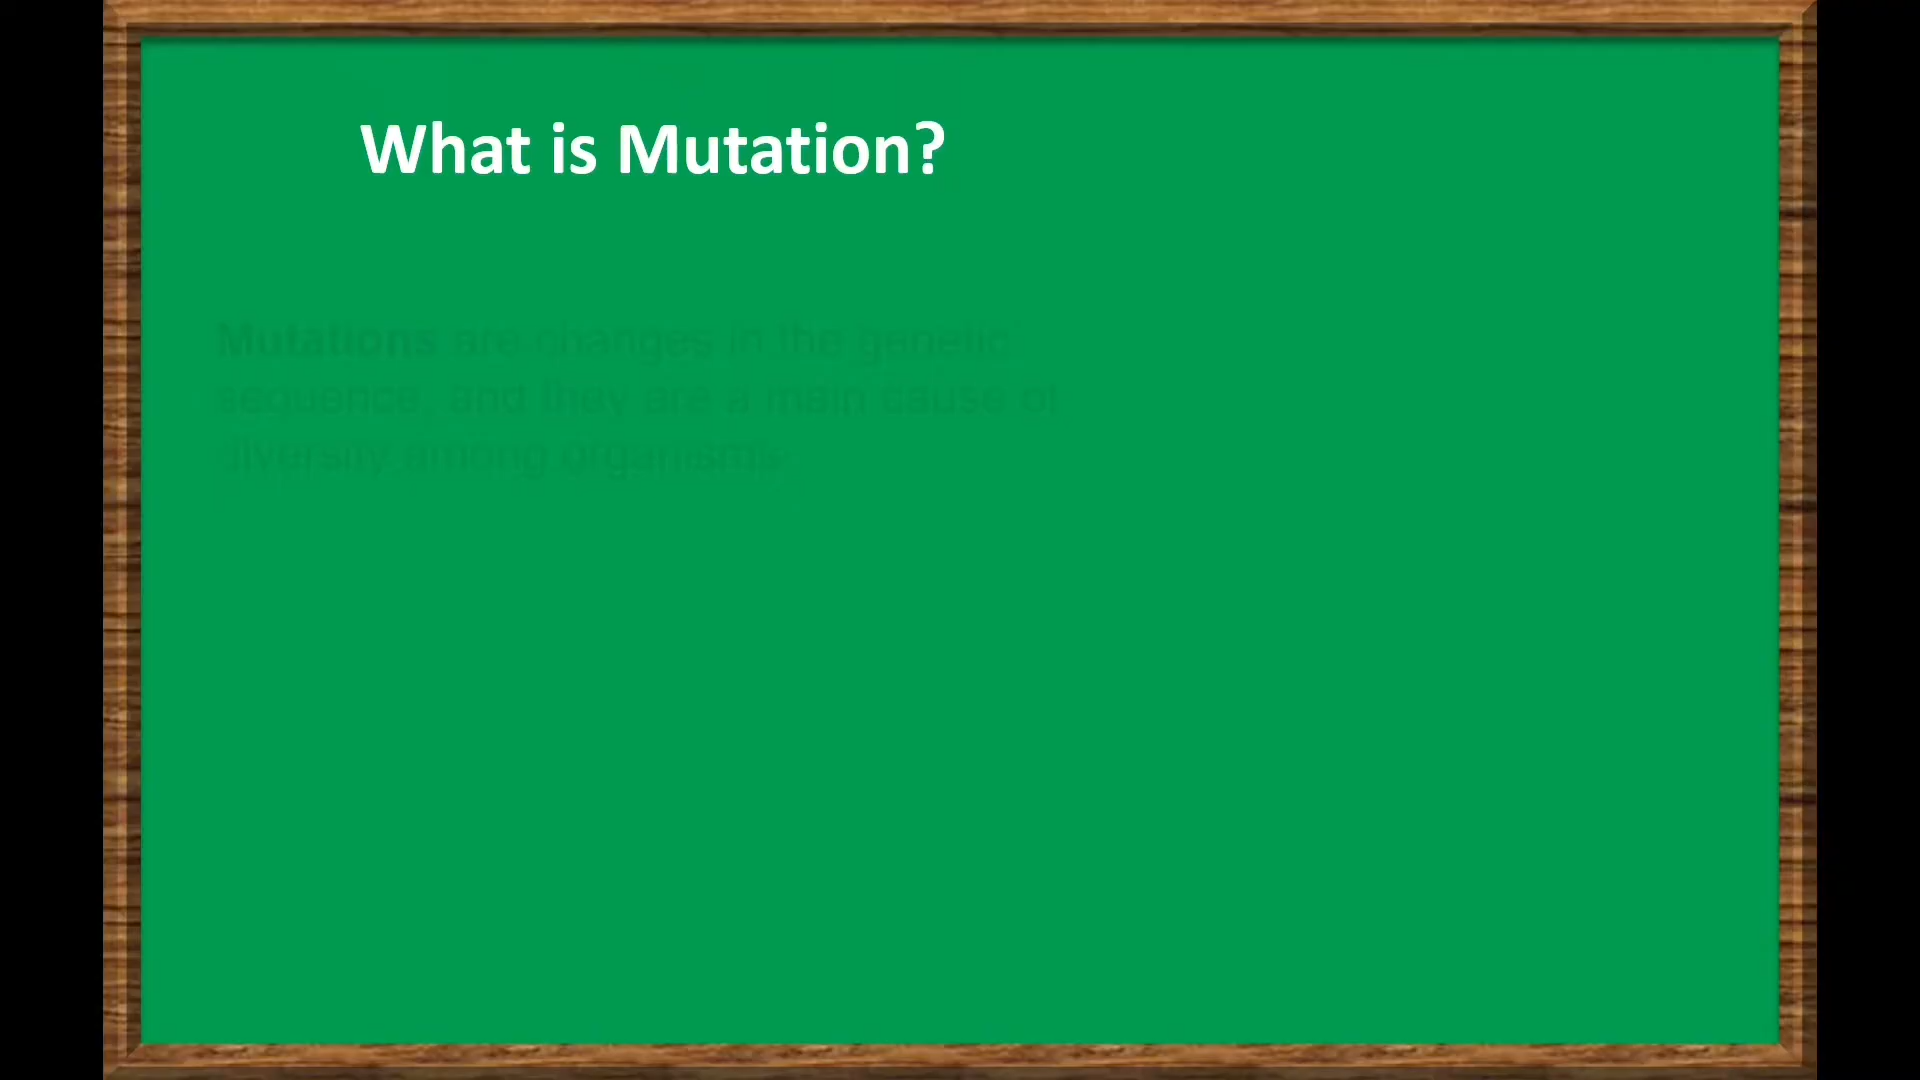 What is Mutation?
Mutations are changes in the genetic
sequence, and they are a main cause of
diversity among organisms.